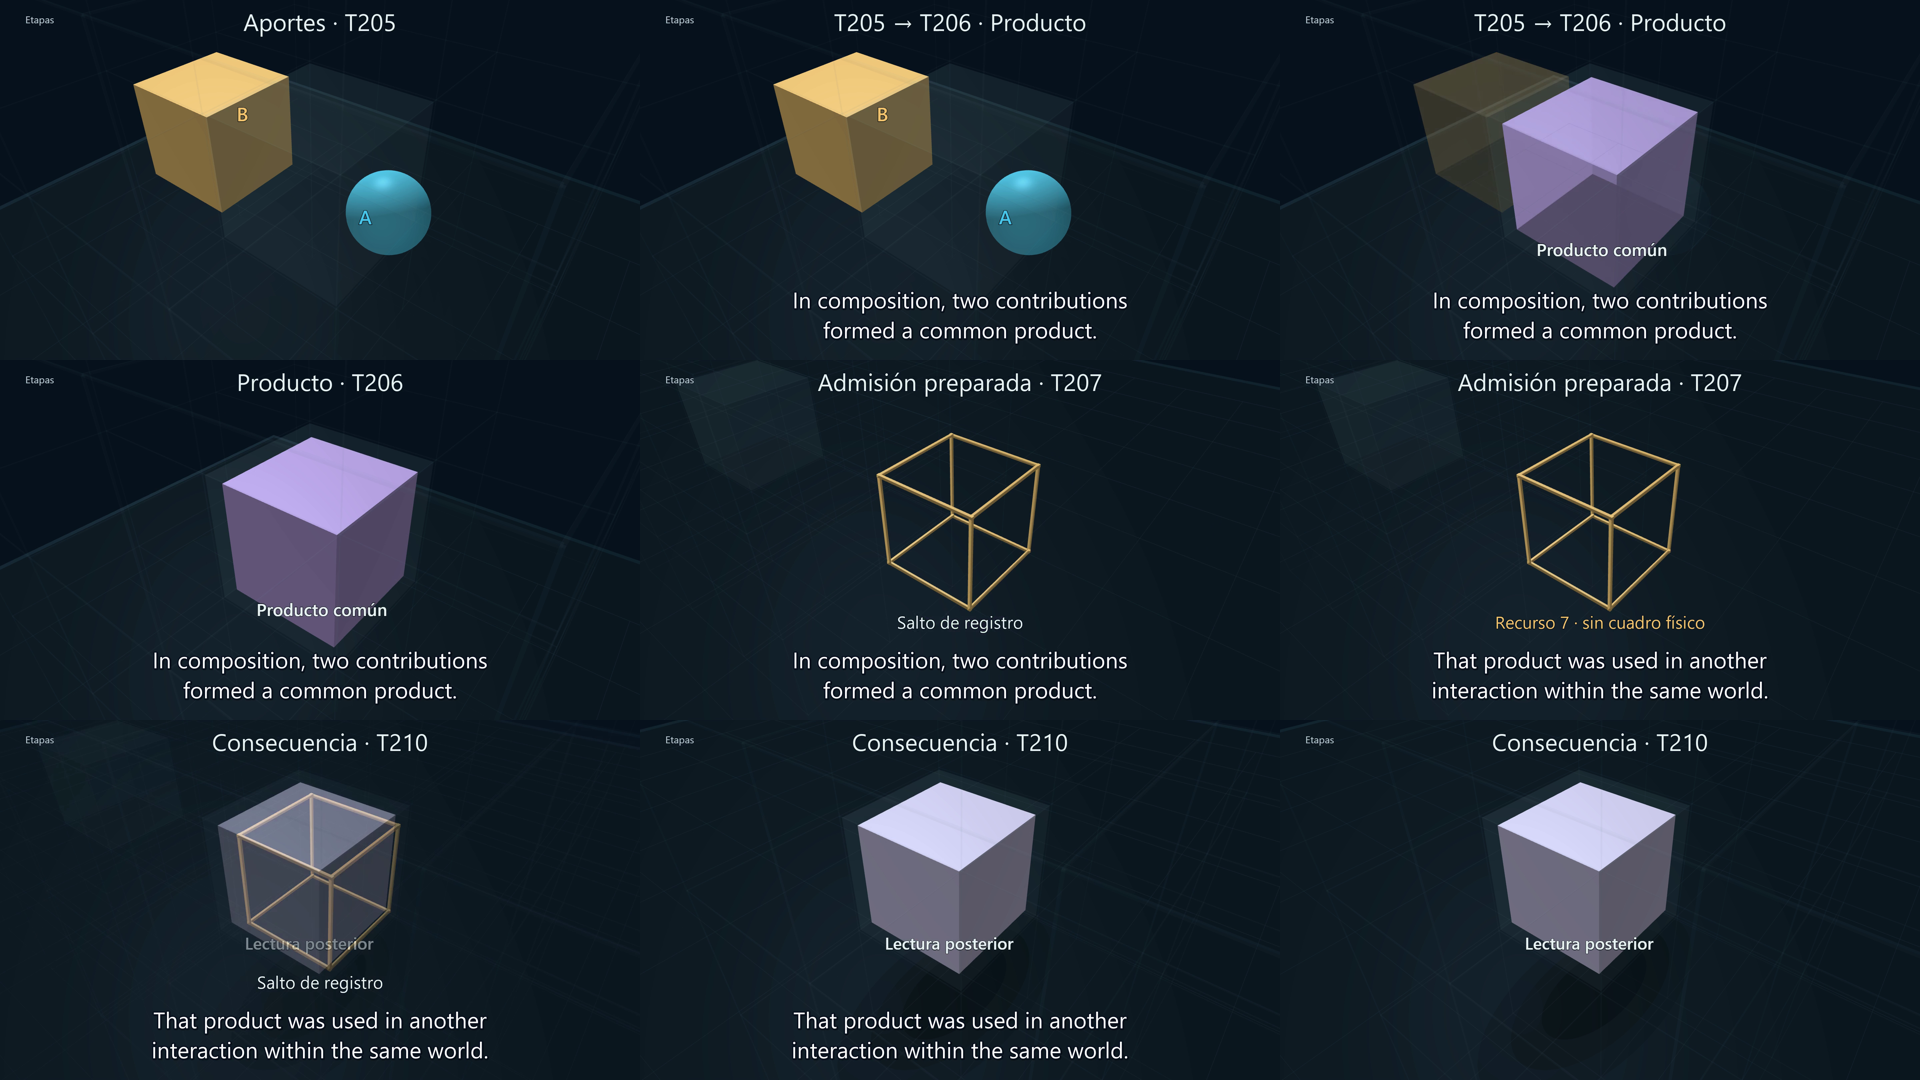 Etapas
Aportes · T205
B
A
Etapas
T205 → T206 · Producto
B
A
In composition, two contributions
formed a common product.
Etapas
T205 → T206 · Producto
Producto común
In composition, two contributions
formed a common product.
Etapas
Producto · T206
Producto común
In composition, two contributions
formed a common product.
Etapas
Admisión preparada · T207
Salto de registro
In composition, two contributions
formed a common product.
Etapas
Admisión preparada · T207
Recurso 7 · sin cuadro físico
That product was used in another
interaction within the same world.
Etapas
Consecuencia · T210
Lectura posterior
Salto de registro
That product was used in another
interaction within the same world.
Etapas
Consecuencia · T210
Lectura posterior
That product was used in another
interaction within the same world.
Etapas
Consecuencia · T210
Lectura posterior